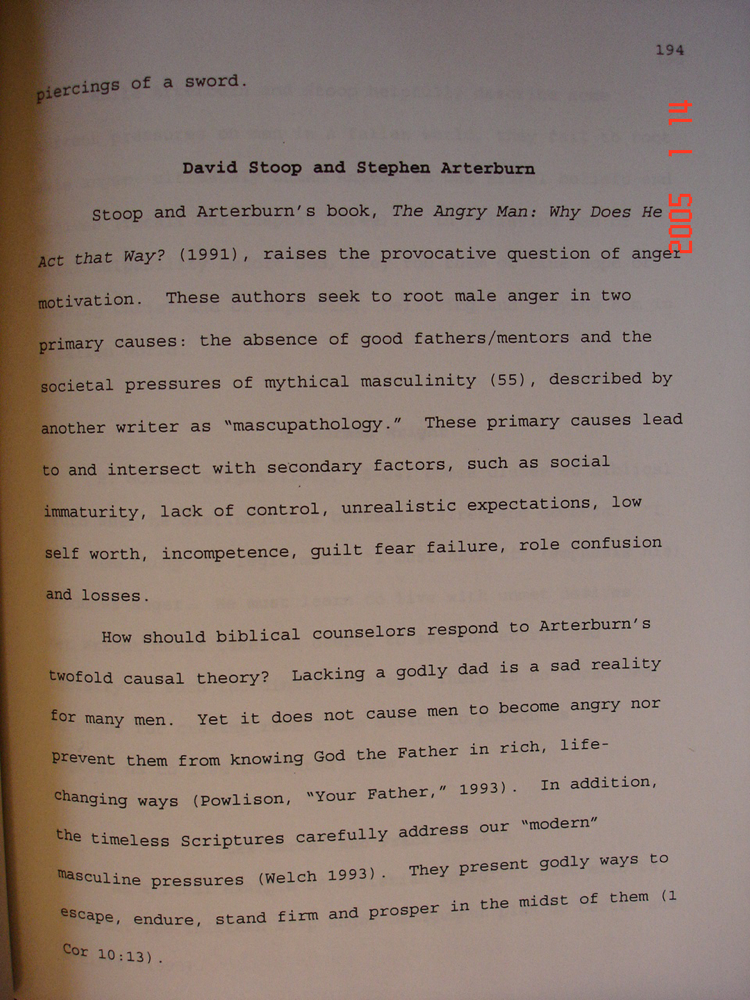 194
piercings of a sword.
David Stoop and Stephen Arterburn
Stoop and Arterburn's book, The Angry Man: Why Does He
Act that Way? (1991), raises the provocative question of anger
motivation. These authors seek to root male anger in two
primary causes: the absence of good fathers/mentors and the
societal pressures of mythical masculinity (55), described by
another writer as "mascupathology." These primary causes lead
to and intersect with secondary factors, such as social
immaturity, lack of control, unrealistic expectations, low
self worth, incompetence, guilt fear failure, role confusion
and losses.
How should biblical counselors respond to Arterburn's
twofold causal theory? Lacking a godly dad is a sad reality
for many men. Yet it does not cause men to become angry nor
prevent them from knowing God the Father in rich, life-
changing ways (Powlison, "Your Father," 1993). In addition,
the timeless Scriptures carefully address our "modern"
masculine pressures (Welch 1993). They present godly ways to
escape, endure, stand firm and prosper in the midst of them (1
Cor 10:13).
2005 1 14